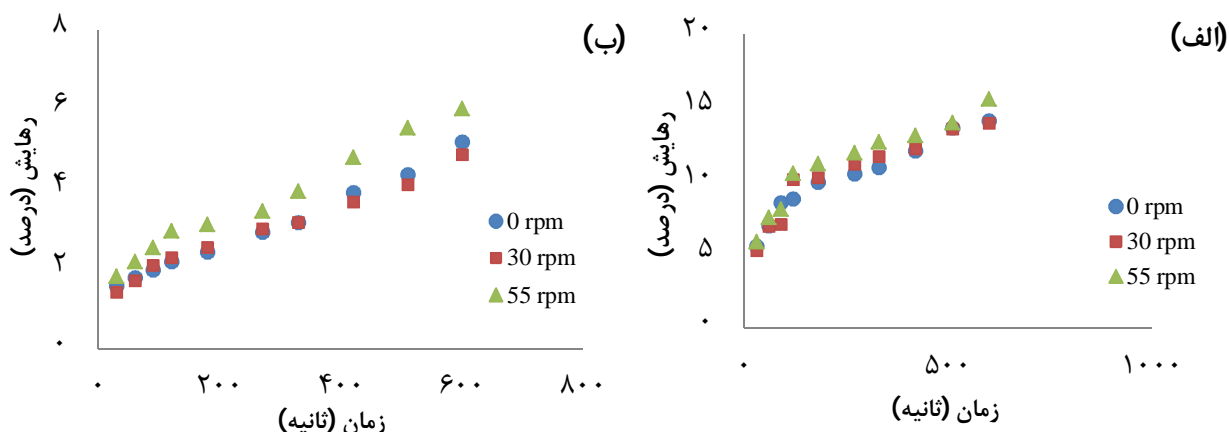 (الف)
۲۰
۱۵
۱۰
۵
۰
رهایش (درصد)
۰ ۵۰۰ ۱۰۰۰
زمان (ثانیه)
0 rpm
30 rpm
55 rpm
(ب)
۸
۶
۴
۲
۰
رهایش (درصد)
۰ ۲۰۰ ۴۰۰ ۶۰۰ ۸۰۰
زمان (ثانیه)
0 rpm
30 rpm
55 rpm